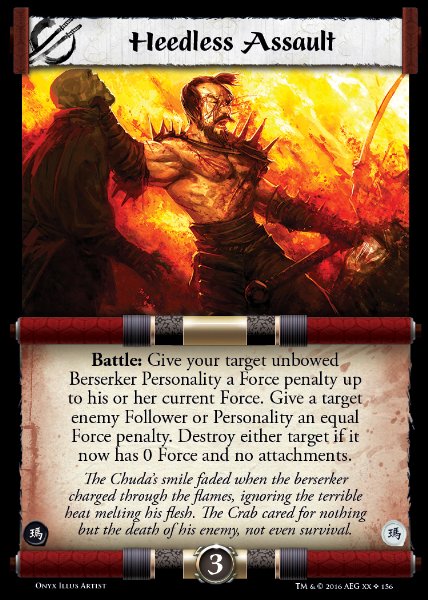 Heedless Assault
Battle: Give your target unbowed
Berserker Personality a Force penalty up
to his or her current Force. Give a target
enemy Follower or Personality an equal
Force penalty. Destroy either target if it
now has 0 Force and no attachments.
The Chuda's smile faded when the berserker
charged through the flames, ignoring the terrible
heat melting his flesh. The Crab cared for nothing
but the death of his enemy, not even survival.
瑪 瑪
3
Onyx Illus Artist TM & © 2016 AEG XX ❖ 156